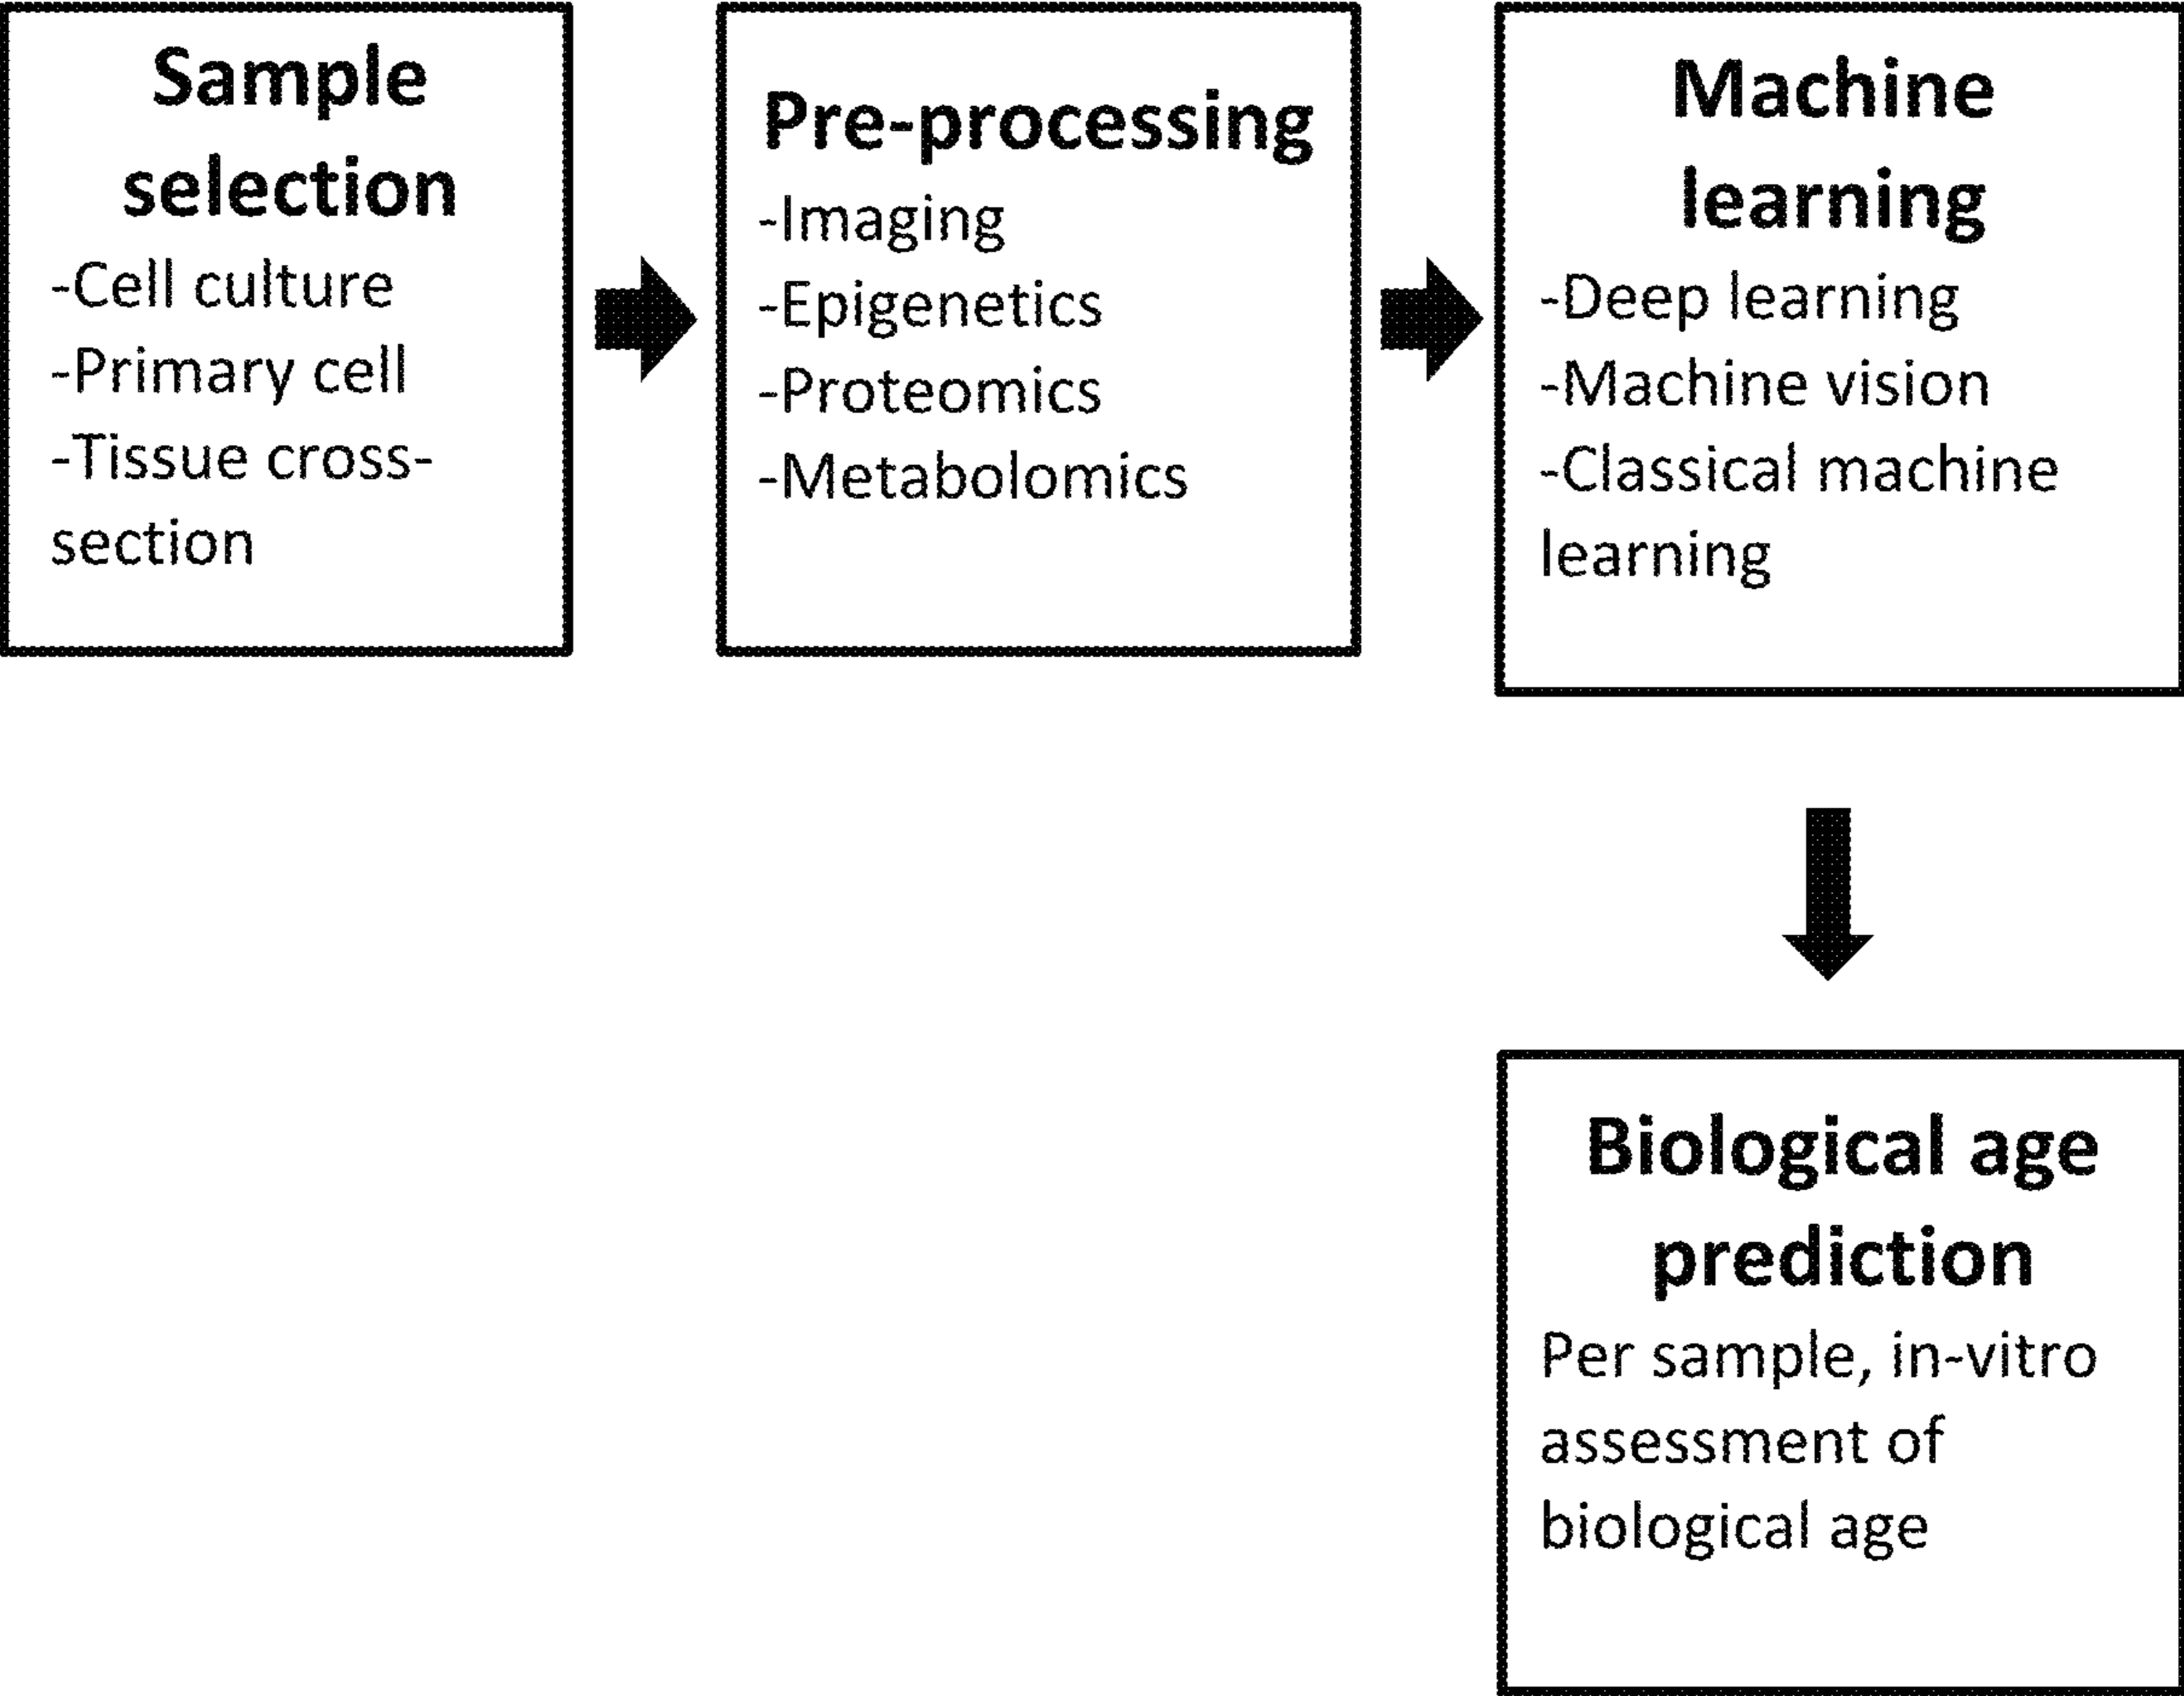 Sample
selection
-Cell culture
-Primary cell
-Tissue cross-
section
Pre-processing
-Imaging
-Epigenetics
-Proteomics
-Metabolomics
Machine
learning
-Deep learning
-Machine vision
-Classical machine
learning
Biological age
prediction
Per sample, in-vitro
assessment of
biological age